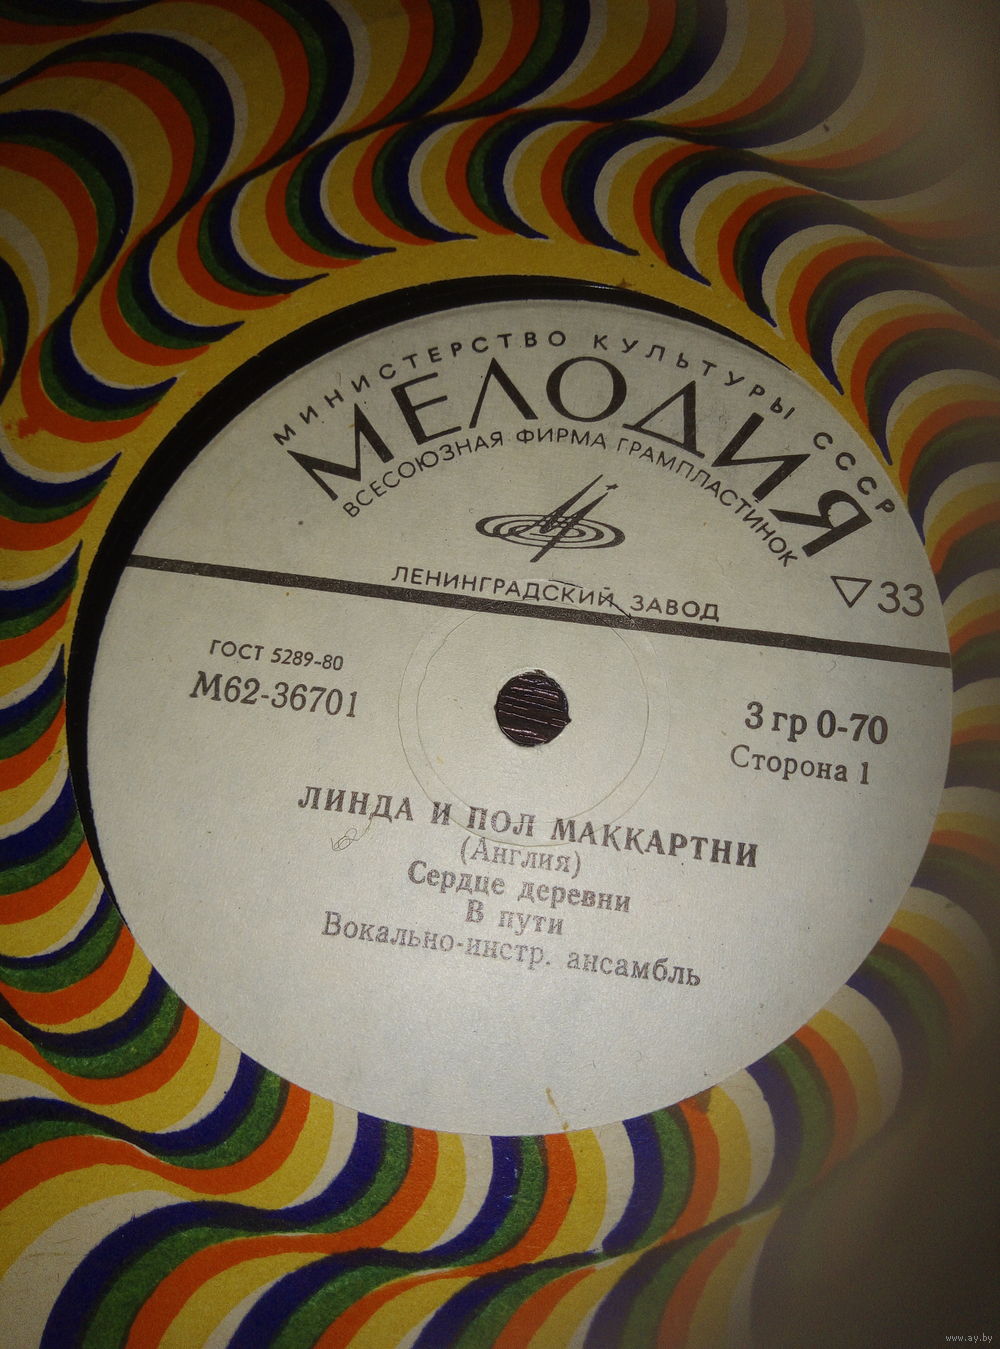 МИНИСТЕРСТВО КУЛЬТУРЫ СССР
МЕЛОДИЯ
ВСЕСОЮЗНАЯ ФИРМА ГРАМПЛАСТИНОК
ЛЕНИНГРАДСКИЙ ЗАВОД
33
ГОСТ 5289-80
М62-36701
3 гр 0-70
Сторона 1
ЛИНДА И ПОЛ МАККАРТНИ
(Англия)
Сердце деревни
В пути
Вокально-инстр. ансамбль
www.ay.by